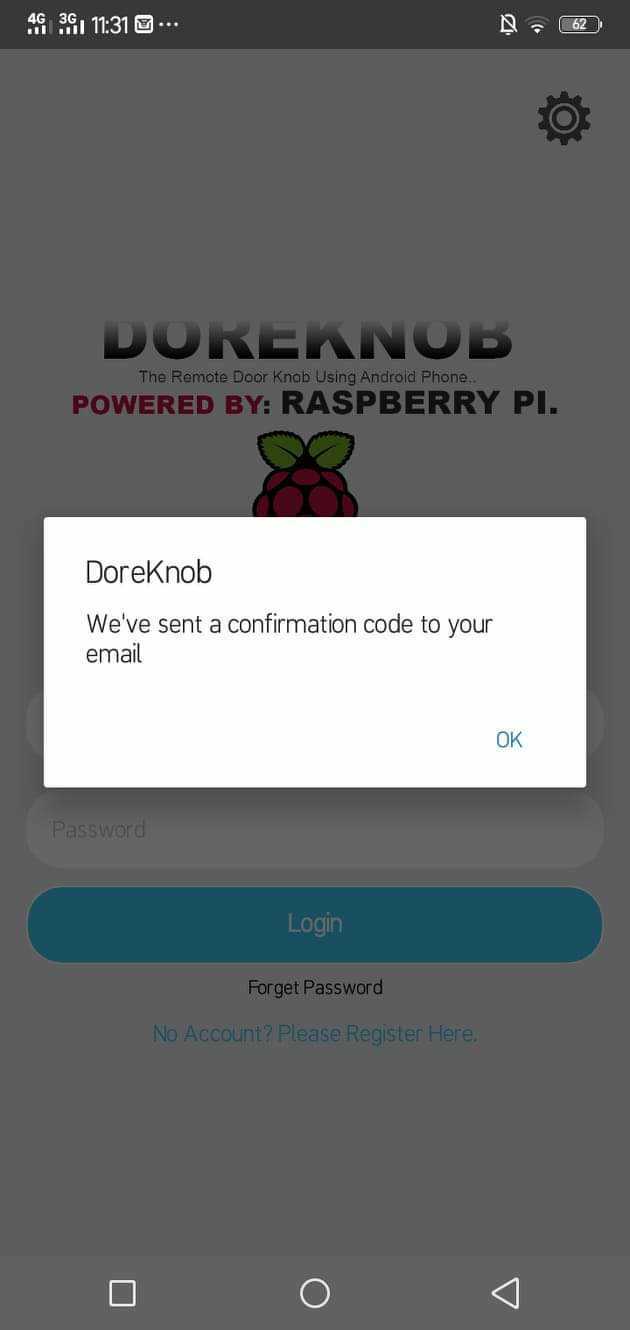 4G 3G 11:31 62
DOREKNOB
The Remote Door Knob Using Android Phone..
POWERED BY: RASPBERRY PI.
DoreKnob
We've sent a confirmation code to your
email
OK
Password
Login
Forget Password
No Account? Please Register Here.